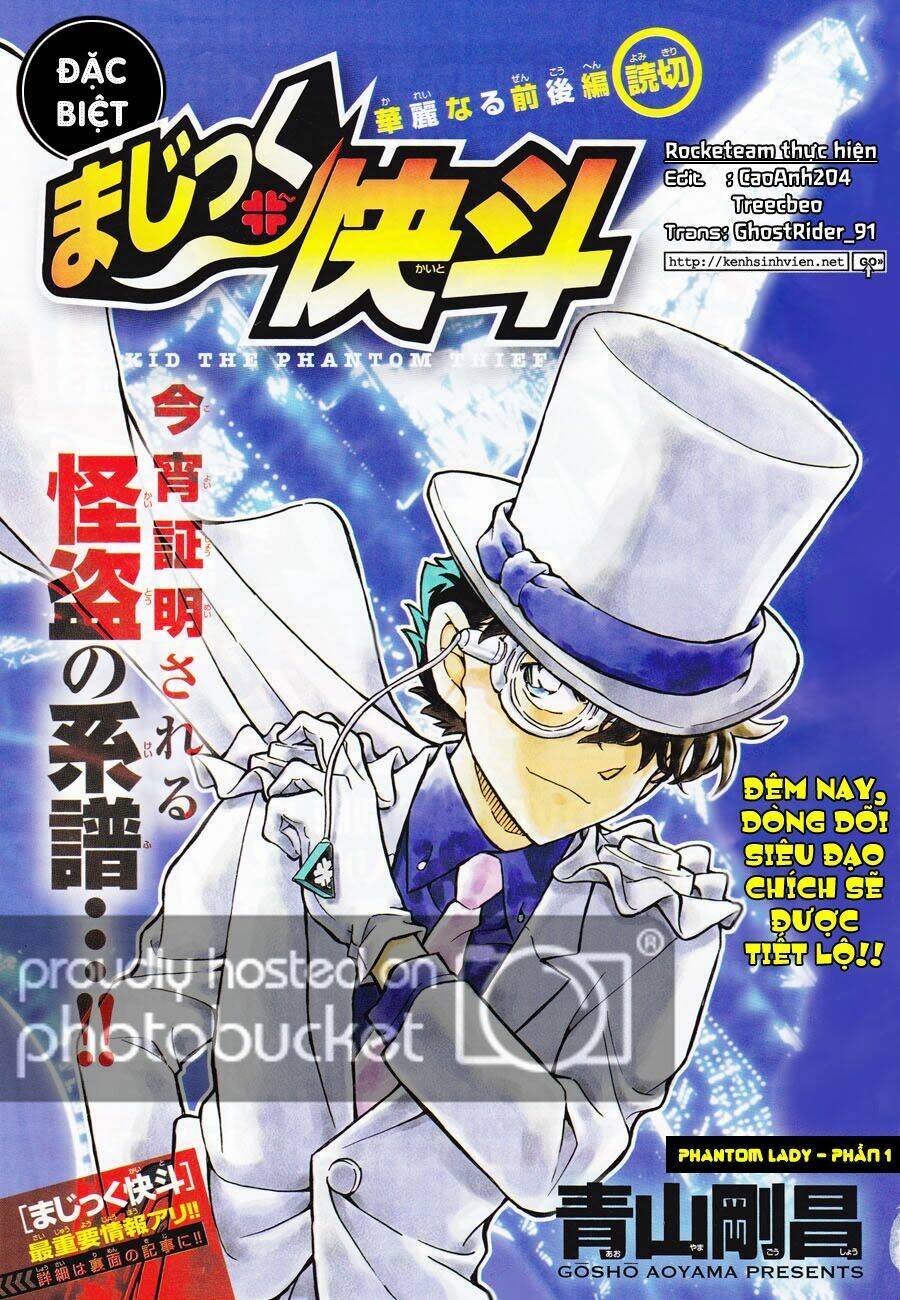 ĐẶC
BIỆT
華麗なる前後編 読切
まじっく快斗
KID THE PHANTOM THIEF
Rocketeam thực hiện
Edit : CaoAnh204
Treecbeo
Trans: GhostRider_91
http://kenhsinhvien.net GO»
今宵証明される
怪盗の系譜…!!
ĐÊM NAY,
DÒNG DÕI
SIÊU ĐẠO
CHÍCH SẼ
ĐƯỢC
TIẾT LỘ!!
proudly hosted on
photobucket
®
PHANTOM LADY – PHẦN 1
[まじっく快斗]
最重要情報アリ!!
詳細は裏面の記事に!!
青山剛昌
GŌSHŌ AOYAMA PRESENTS